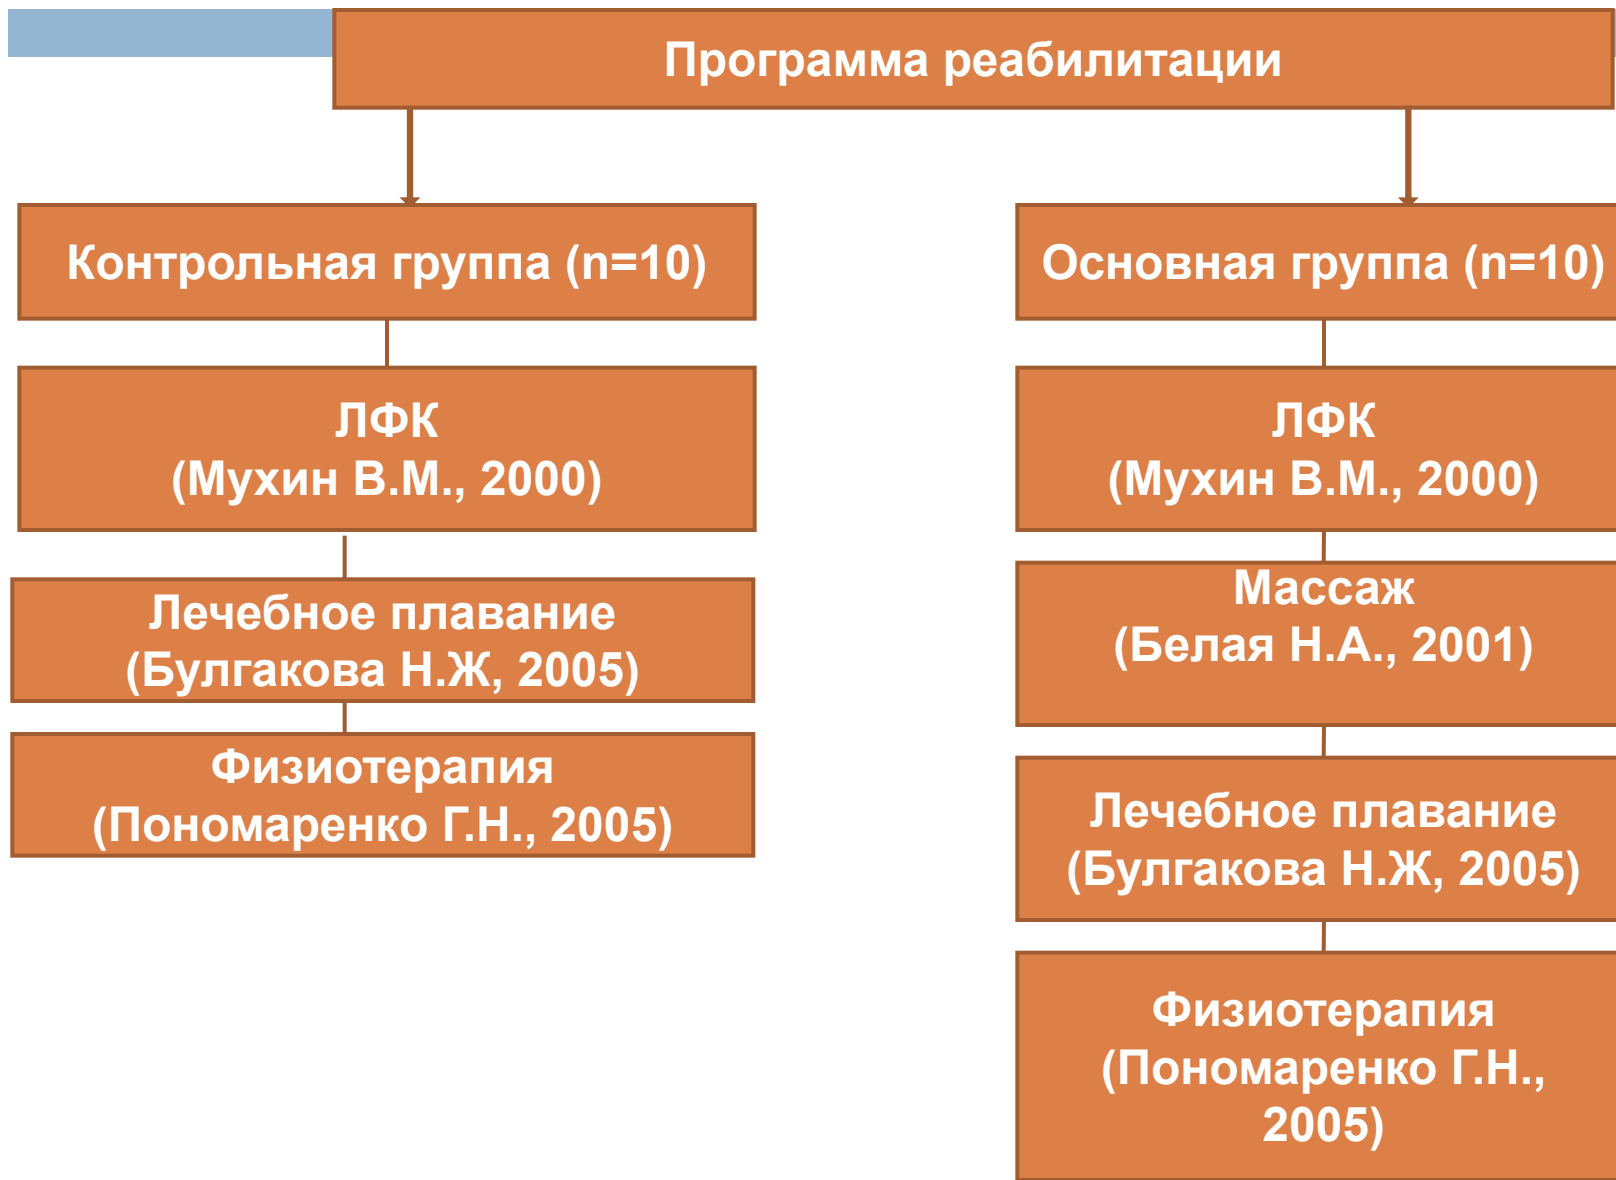 Программа реабилитации
Контрольная группа (n=10)
ЛФК
(Мухин В.М., 2000)
Лечебное плавание
(Булгакова Н.Ж, 2005)
Физиотерапия
(Пономаренко Г.Н., 2005)
Основная группа (n=10)
ЛФК
(Мухин В.М., 2000)
Массаж
(Белая Н.А., 2001)
Лечебное плавание
(Булгакова Н.Ж, 2005)
Физиотерапия
(Пономаренко Г.Н.,
2005)